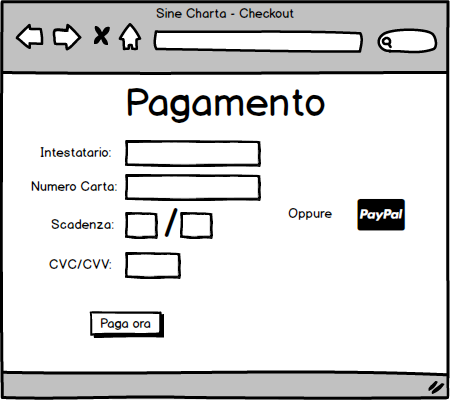 Sine Charta - Checkout
Pagamento
Intestatario:
Numero Carta:
Scadenza:
/
CVC/CVV:
Oppure
PayPal
Paga ora